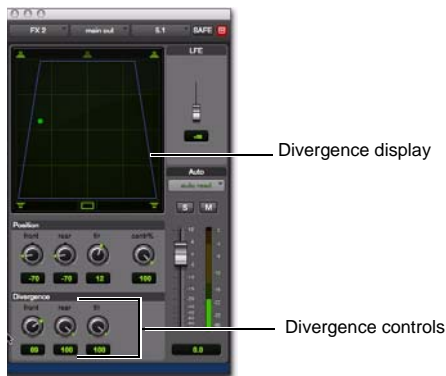 FX 2 main out 5.1 SAFE
LFE
Divergence display
Auto
auto read
S M
Position
front rear f/r center%
-70 -70 12 100
Divergence
front rear f/r
Divergence controls
100 100
0.0